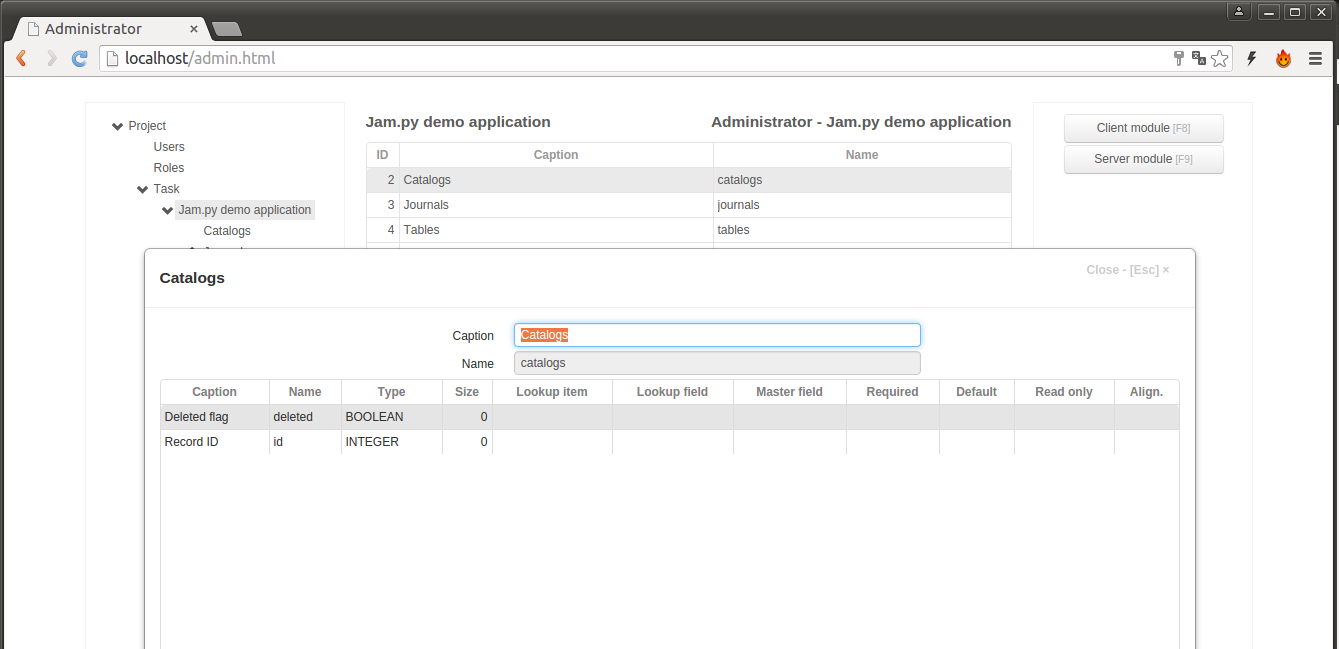 Administrator
localhost/admin.html
Project
Users
Roles
Task
Jam.py demo application
Catalogs
Jam.py demo application Administrator - Jam.py demo application
ID Caption Name
2 Catalogs catalogs
3 Journals journals
4 Tables tables
Client module [F8]
Server module [F9]
Catalogs
Close - [Esc] ×
Caption Catalogs
Name catalogs
Caption Name Type Size Lookup item Lookup field Master field Required Default Read only Align.
Deleted flag deleted BOOLEAN 0
Record ID id INTEGER 0